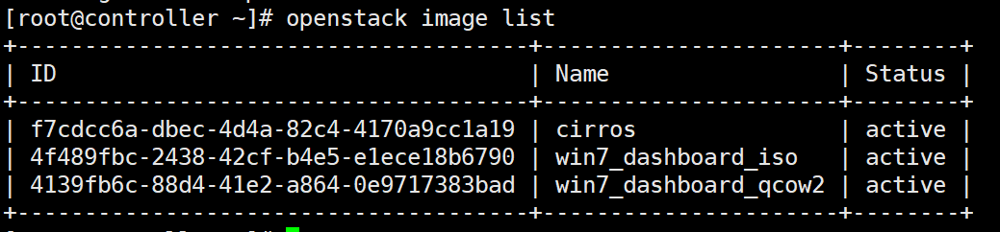 [root@controller ~]# openstack image list
+--------------------------------------+---------------------+--------+
| ID                                   | Name                | Status |
+--------------------------------------+---------------------+--------+
| f7cdcc6a-dbec-4d4a-82c4-4170a9cc1a19 | cirros              | active |
| 4f489fbc-2438-42cf-b4e5-e1ece18b6790 | win7_dashboard_iso  | active |
| 4139fb6c-88d4-41e2-a864-0e9717383bad | win7_dashboard_qcow2 | active |
+--------------------------------------+---------------------+--------+